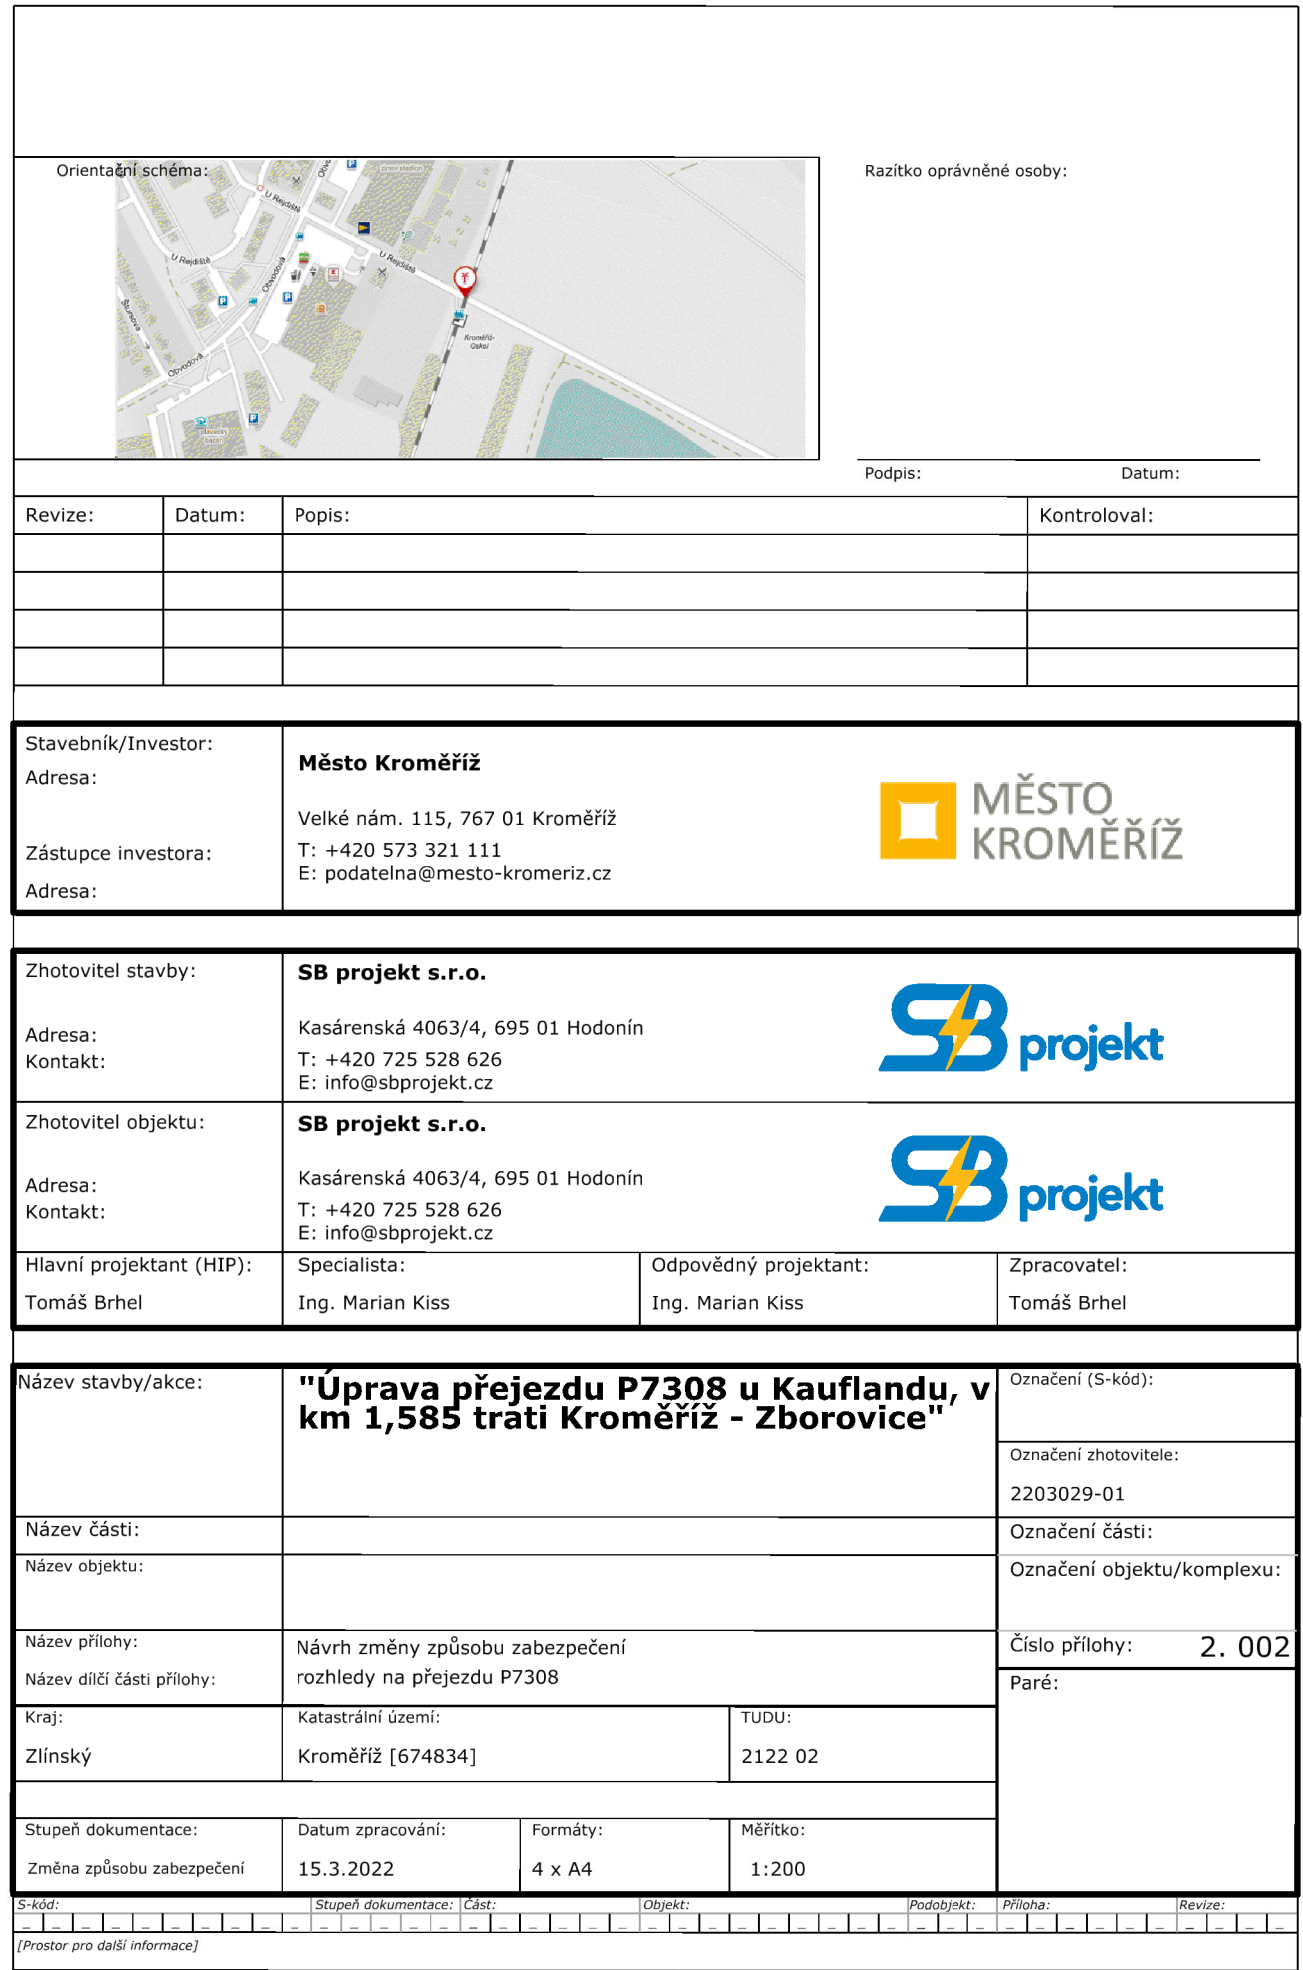 Orientační schéma:
Razítko oprávněné osoby:
zimní stadion
U Rejdiště
U Rejdiště
U Rejdiště
Obvodová
Štursova
Obvodová
Kroměříž-
Oskol
plavecký
bazén
Podpis: Datum:
Revize: Datum: Popis: Kontroloval:
Stavebník/Investor:
Město Kroměříž
Adresa:
MĚSTO
KROMĚŘÍŽ
Velké nám. 115, 767 01 Kroměříž
Zástupce investora:
T: +420 573 321 111
E: podatelna@mesto-kromeriz.cz
Adresa:
Zhotovitel stavby:
SB projekt s.r.o.
SB projekt
Adresa:
Kasárenská 4063/4, 695 01 Hodonín
Kontakt:
T: +420 725 528 626
E: info@sbprojekt.cz
Zhotovitel objektu:
SB projekt s.r.o.
SB projekt
Adresa:
Kasárenská 4063/4, 695 01 Hodonín
Kontakt:
T: +420 725 528 626
E: info@sbprojekt.cz
Hlavní projektant (HIP): Specialista: Odpovědný projektant: Zpracovatel:
Tomáš Brhel Ing. Marian Kiss Ing. Marian Kiss Tomáš Brhel
Název stavby/akce:
"Úprava přejezdu P7308 u Kauflandu, v
km 1,585 trati Kroměříž - Zborovice"
Označení (S-kód):
Označení zhotovitele:
2203029-01
Název části:
Označení části:
Název objektu:
Označení objektu/komplexu:
Název přílohy:
Návrh změny způsobu zabezpečení
Číslo přílohy: 2. 002
Název dílčí části přílohy:
rozhledy na přejezdu P7308
Paré:
Kraj: Katastrální území: TUDU:
Zlínský Kroměříž [674834] 2122 02
Stupeň dokumentace: Datum zpracování: Formáty: Měřítko:
Změna způsobu zabezpečení 15.3.2022 4 x A4 1:200
S-kód: Stupeň dokumentace: Část: Objekt: Podobjekt: Příloha: Revize:
[Prostor pro další informace]